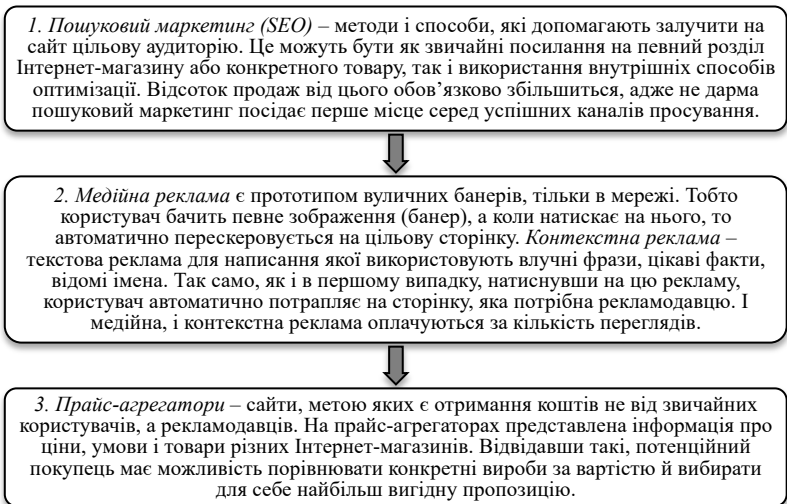 1. Пошуковий маркетинг (SEO) – методи і способи, які допомагають залучити на
сайт цільову аудиторію. Це можуть бути як звичайні посилання на певний розділ
Інтернет-магазину або конкретного товару, так і використання внутрішніх способів
оптимізації. Відсоток продаж від цього обов’язково збільшиться, адже не дарма
пошуковий маркетинг посідає перше місце серед успішних каналів просування.
2. Медійна реклама є прототипом вуличних банерів, тільки в мережі. Тобто
користувач бачить певне зображення (банер), а коли натискає на нього, то
автоматично перескеровується на цільову сторінку. Контекстна реклама –
текстова реклама для написання якої використовують влучні фрази, цікаві факти,
відомі імена. Так само, як і в першому випадку, натиснувши на цю рекламу,
користувач автоматично потрапляє на сторінку, яка потрібна рекламодавцю. І
медійна, і контекстна реклама оплачуються за кількість переглядів.
3. Прайс-агрегатори – сайти, метою яких є отримання коштів не від звичайних
користувачів, а рекламодавців. На прайс-агрегаторах представлена інформація про
ціни, умови і товари різних Інтернет-магазинів. Відвідавши такі, потенційний
покупець має можливість порівнювати конкретні вироби за вартістю й вибирати
для себе найбільш вигідну пропозицію.